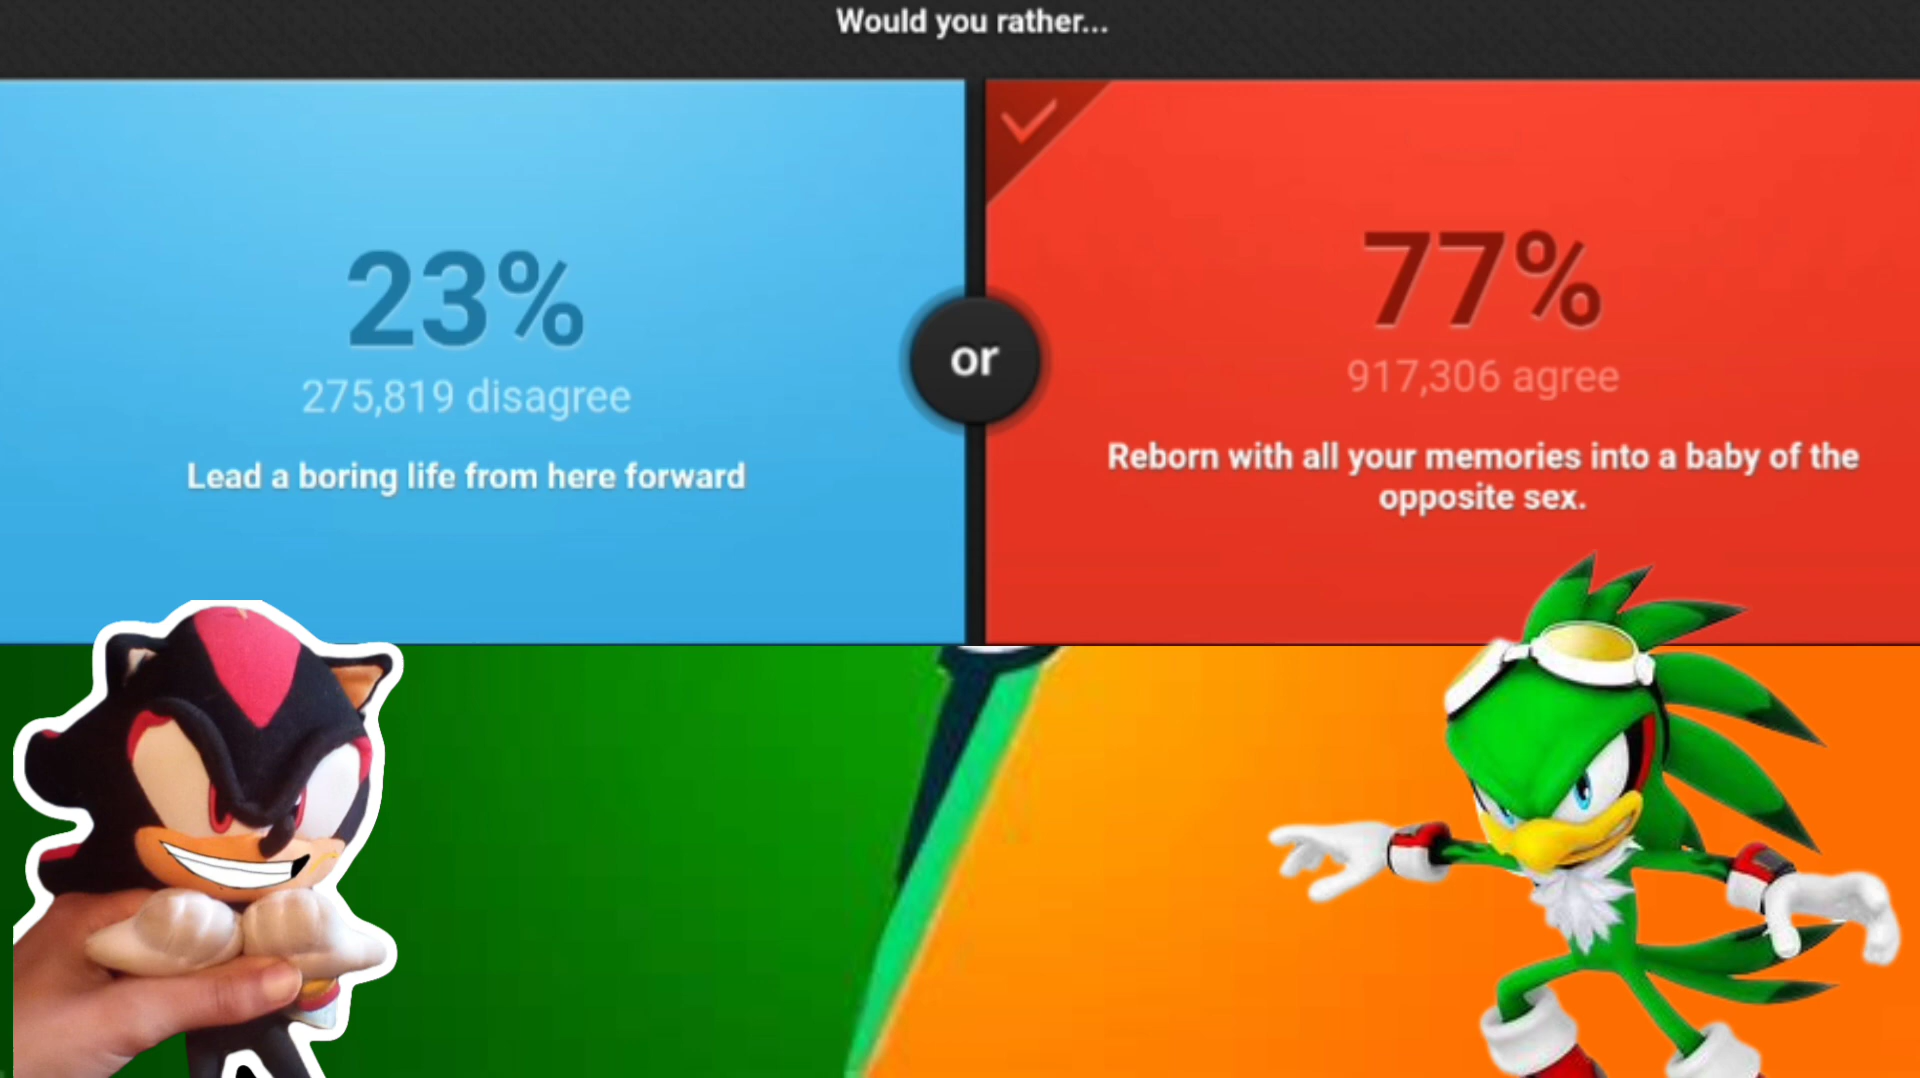 Would you rather...
23%
275,819 disagree
Lead a boring life from here forward
or
77%
917,306 agree
Reborn with all your memories into a baby of the
opposite sex.